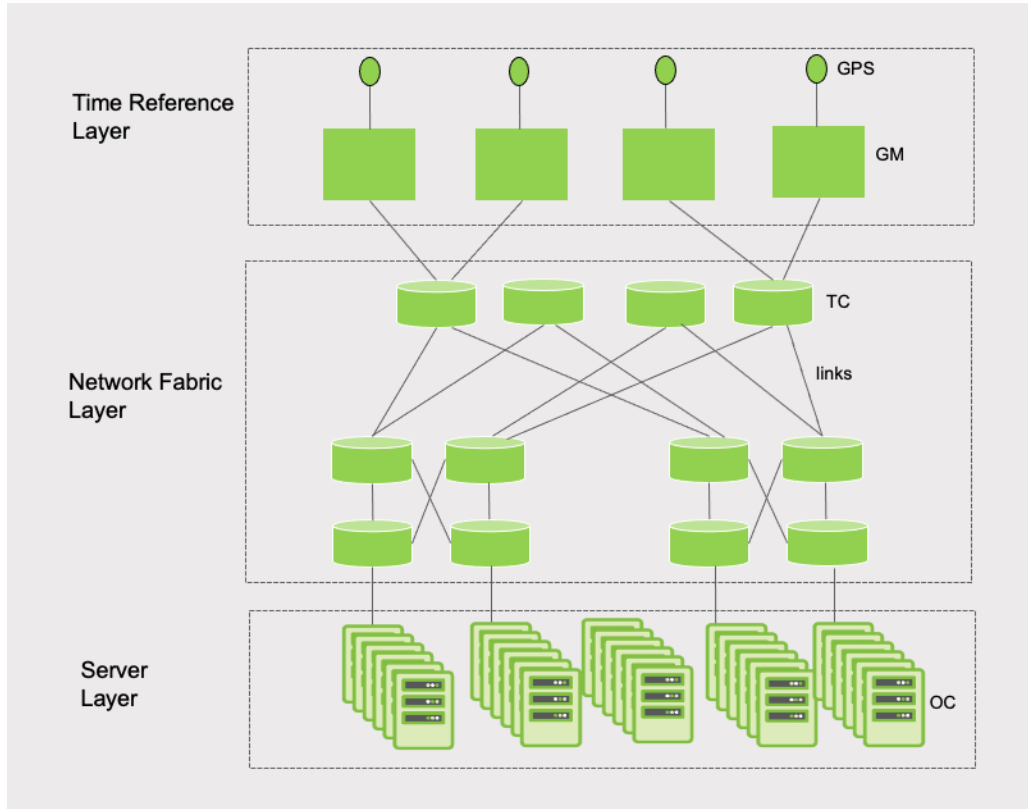 GPS
Time Reference
Layer
GM
TC
links
Network Fabric
Layer
Server
Layer
OC